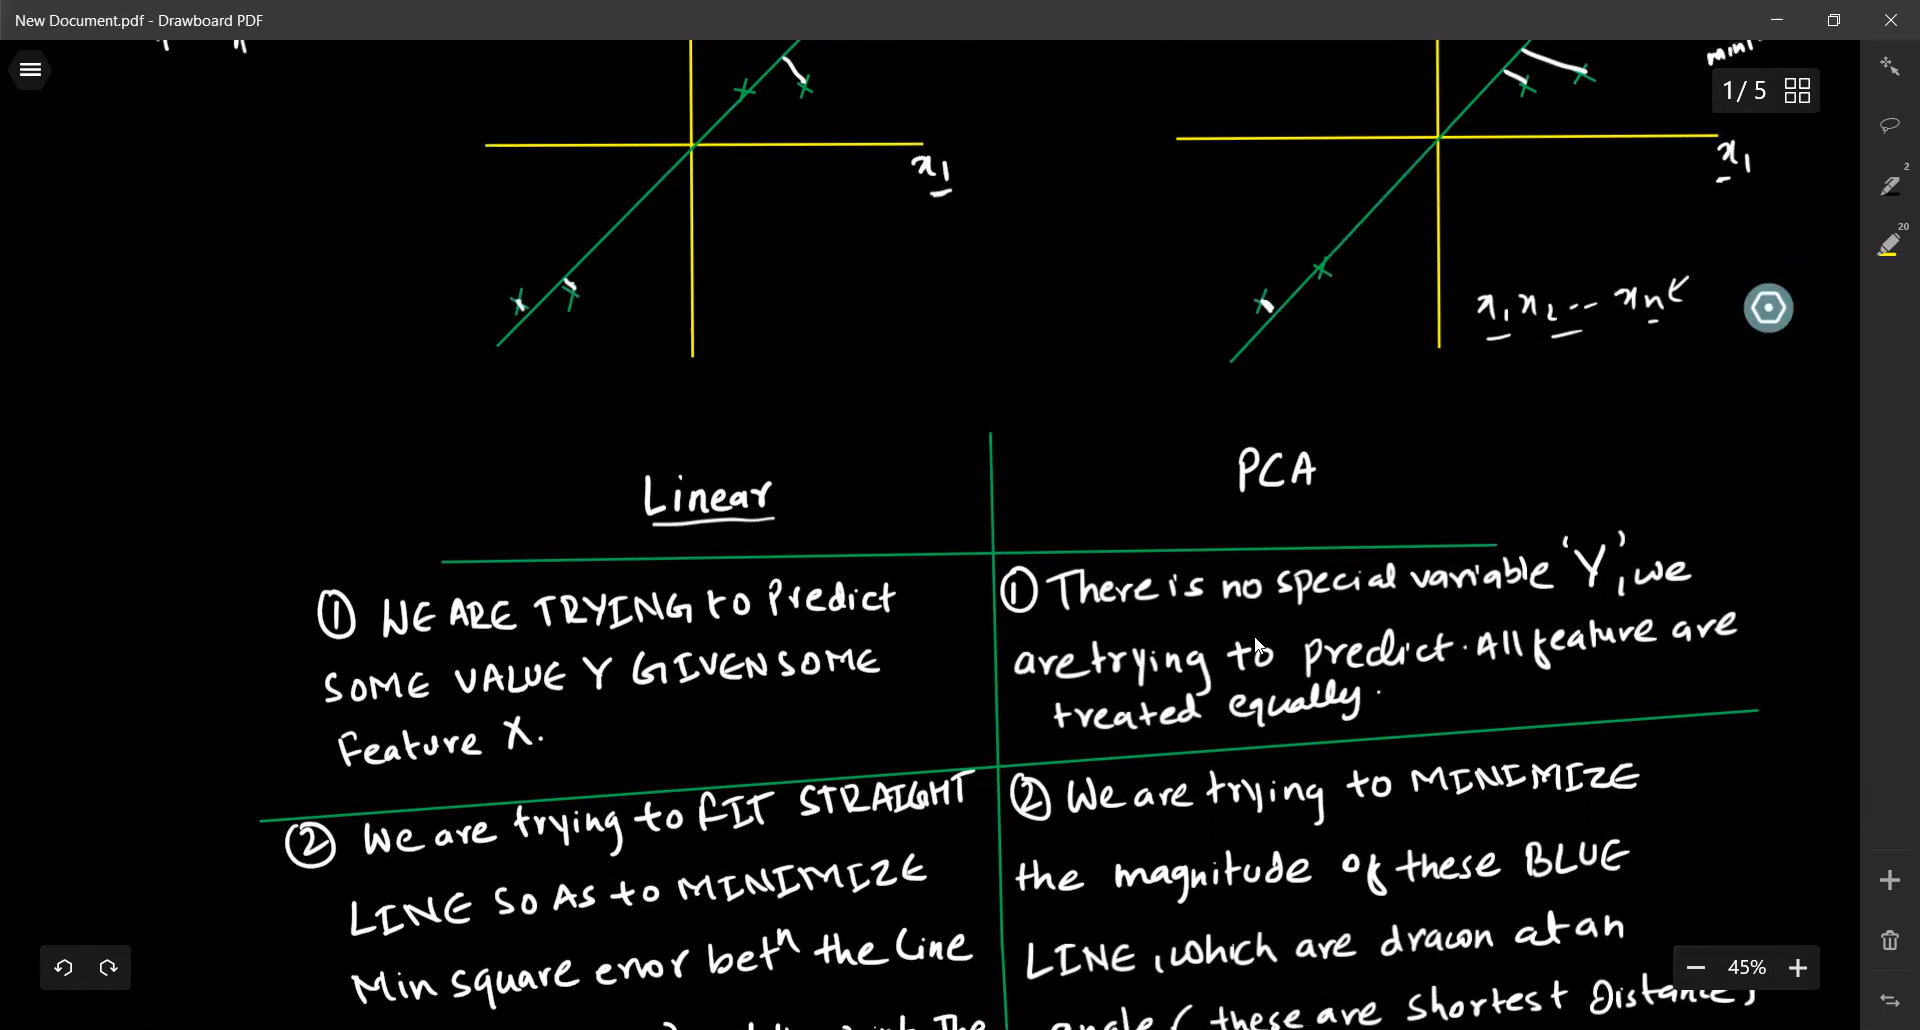 New Document.pdf - Drawboard PDF
1 / 5
x1
x1
x1 x2 -- xn
2
20
Linear
PCA
① WE ARE TRYING to Predict
SOME VALUE Y GIVEN SOME
Feature X.
① There is no special variable 'Y', we
are trying to predict. All feature are
treated equally.
② We are trying to FIT STRAIGHT
LINE SO AS to MINIMIZE
Min square error betn the Line
② We are trying to MINIMIZE
the magnitude of these BLUE
LINE, which are drawn at an
angle ( these are shortest Distance)
45%